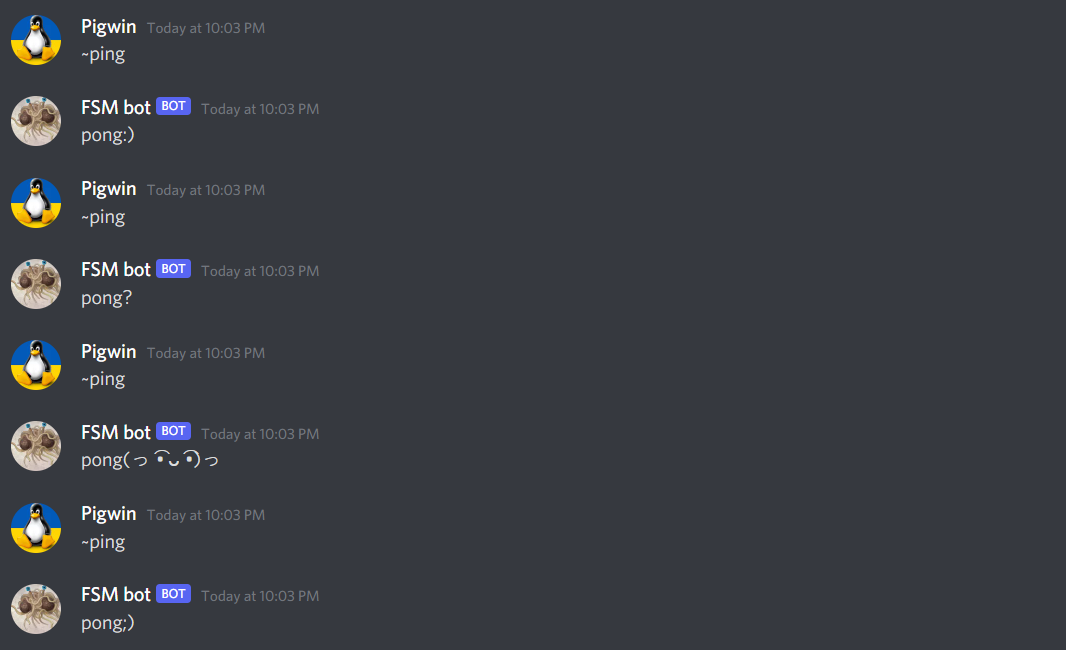 Pigwin Today at 10:03 PM
~ping
FSM bot BOT Today at 10:03 PM
pong:)
Pigwin Today at 10:03 PM
~ping
FSM bot BOT Today at 10:03 PM
pong?
Pigwin Today at 10:03 PM
~ping
FSM bot BOT Today at 10:03 PM
pong(っ ͡• ᴗ ͡•)っ
Pigwin Today at 10:03 PM
~ping
FSM bot BOT Today at 10:03 PM
pong;)